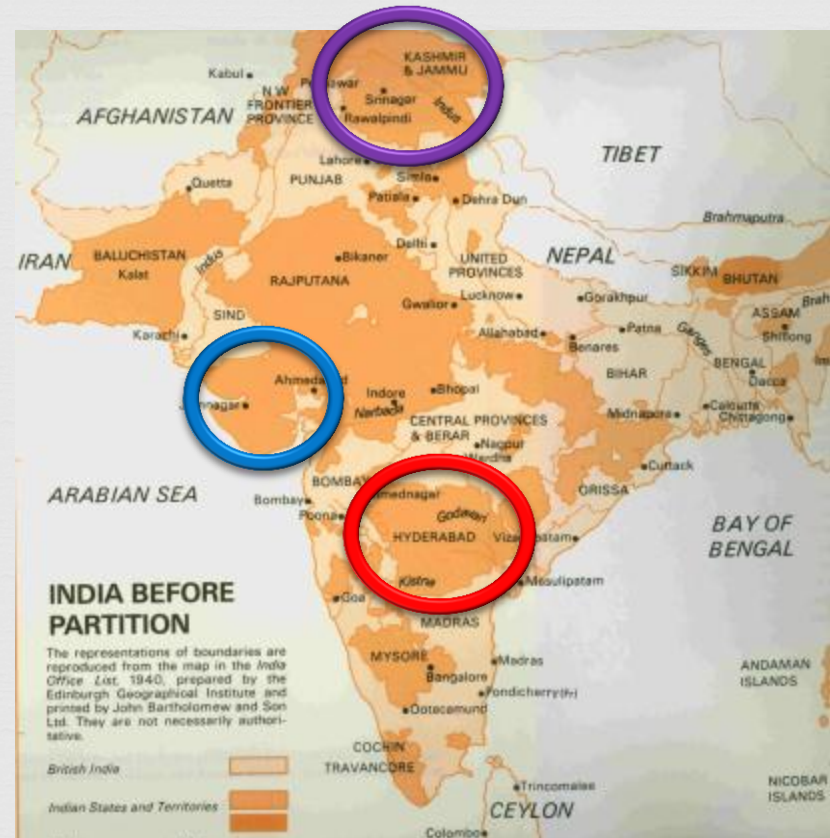 KASHMIR
& JAMMU
Kabul
N W
FRONTIER
PROVINCE
Srinagar
Indus
Rawalpindi
AFGHANISTAN
TIBET
Lahore
PUNJAB
Simla
Quetta
Patiala
Dehra Dun
Brahmaputra
Delhi
IRAN
BALUCHISTAN
Kalat
Indus
Bikaner
UNITED
PROVINCES
NEPAL
RAJPUTANA
SIKKIM
BHUTAN
Lucknow
Gorakhpur
Gwalior
SIND
ASSAM
Karachi
Allahabad
Patna
Ganges
Shillong
Benares
BENGAL
BIHAR
Dacca
Indore
Bhopal
Narbada
Midnapore
Calcutta
Chittagong
CENTRAL PROVINCES
& BERAR
Nagpur
Wardha
Cuttack
ORISSA
ARABIAN SEA
BOMBAY
Bombay
Poona
Godavari
HYDERABAD
BAY OF
BENGAL
Kistna
Masulipatam
Goa
MADRAS
INDIA BEFORE
PARTITION
The representations of boundaries are
reproduced from the map in the India
Office List, 1940, prepared by the
Edinburgh Geographical Institute and
printed by John Bartholomew and Son
Ltd. They are not necessarily authori-
tative.
MYSORE
Bangalore
Madras
Pondicherry (Fr)
Ootacamund
ANDAMAN
ISLANDS
COCHIN
TRAVANCORE
British India
Indian States and Territories
Trincomalee
CEYLON
Colombo
NICOBAR
ISLANDS